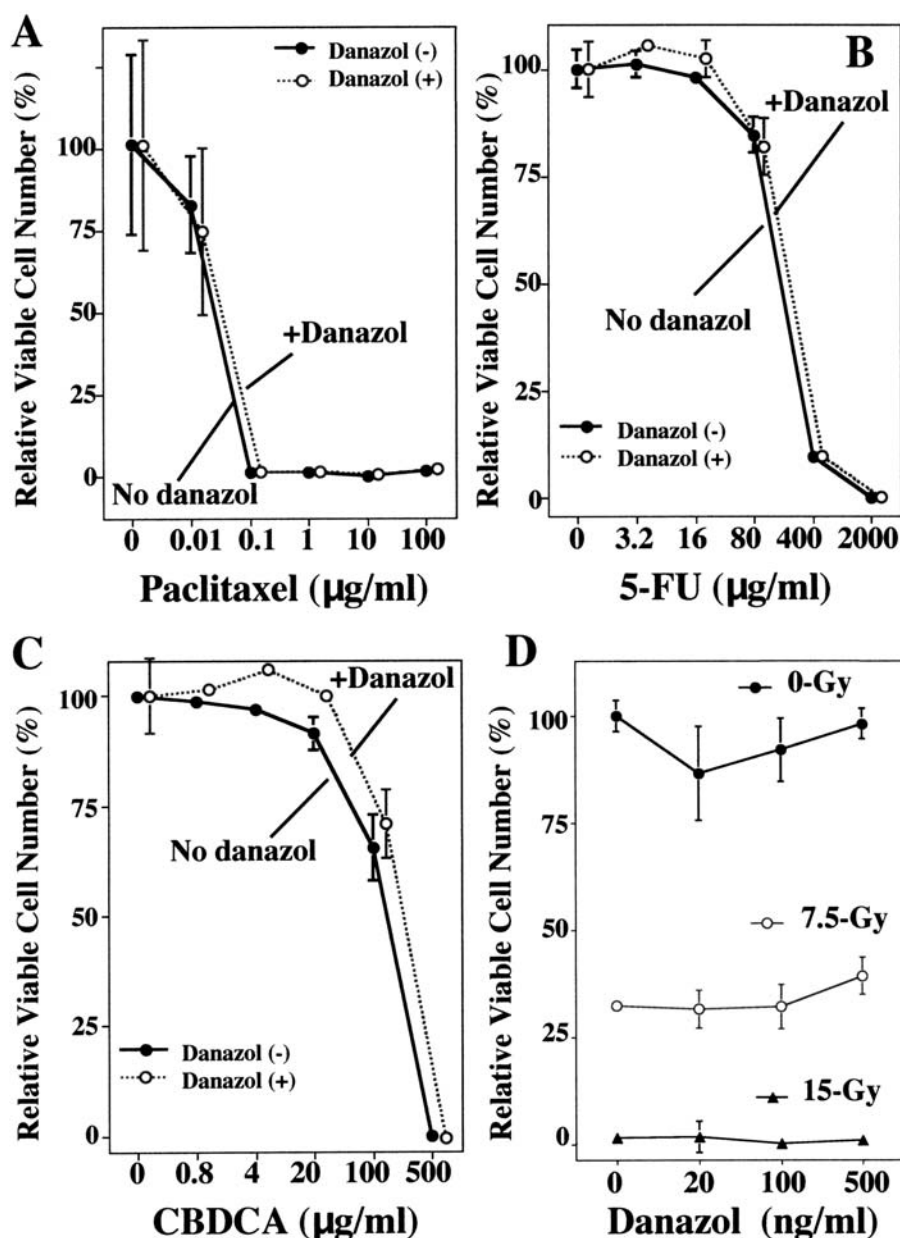 A
Danazol (-)
Danazol (+)
Relative Viable Cell Number (%)
100
75
50
25
0
+Danazol
No danazol
0 0.01 0.1 1 10 100
Paclitaxel (μg/ml)
B
Relative Viable Cell Number (%)
100
75
50
25
0
+Danazol
No danazol
Danazol (-)
Danazol (+)
0 3.2 16 80 400 2000
5-FU (μg/ml)
C
Relative Viable Cell Number (%)
100
75
50
25
0
+Danazol
No danazol
Danazol (-)
Danazol (+)
0 0.8 4 20 100 500
CBDCA (μg/ml)
D
Relative Viable Cell Number (%)
100
75
50
25
0
0-Gy
7.5-Gy
15-Gy
0 20 100 500
Danazol (ng/ml)